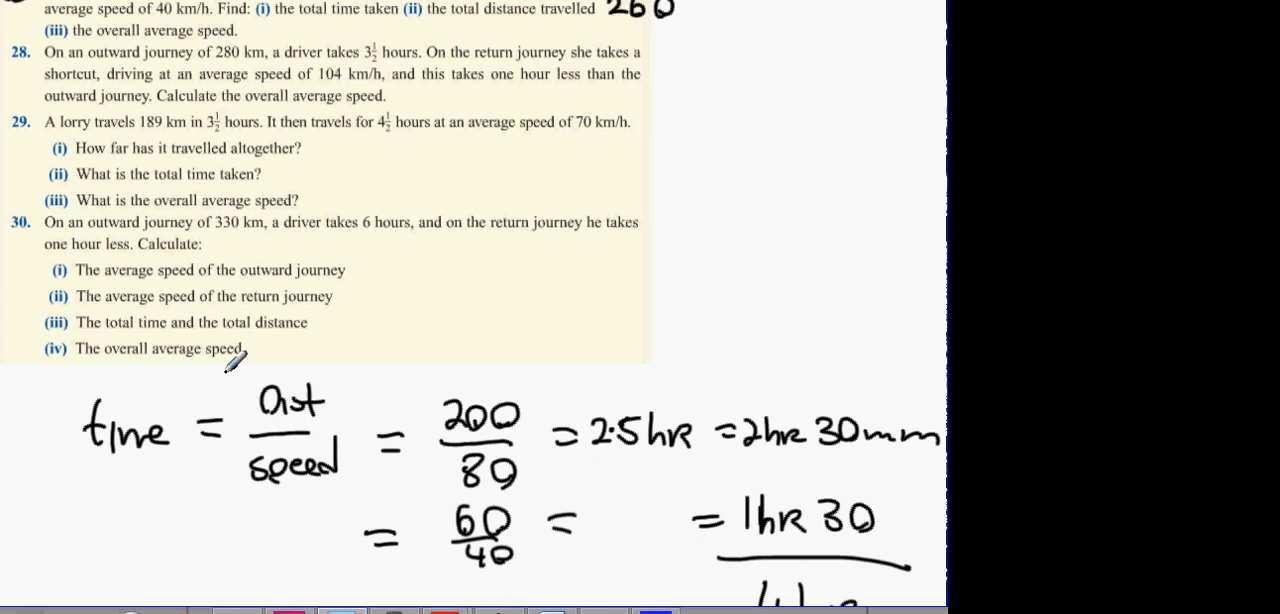 average speed of 40 km/h. Find: (i) the total time taken (ii) the total distance travelled 260
(iii) the overall average speed.
28. On an outward journey of 280 km, a driver takes 3½ hours. On the return journey she takes a
shortcut, driving at an average speed of 104 km/h, and this takes one hour less than the
outward journey. Calculate the overall average speed.
29. A lorry travels 189 km in 3½ hours. It then travels for 4½ hours at an average speed of 70 km/h.
(i) How far has it travelled altogether?
(ii) What is the total time taken?
(iii) What is the overall average speed?
30. On an outward journey of 330 km, a driver takes 6 hours, and on the return journey he takes
one hour less. Calculate:
(i) The average speed of the outward journey
(ii) The average speed of the return journey
(iii) The total time and the total distance
(iv) The overall average speed
time = dist / speed = 200 / 80 = 2.5 hr = 2hr 30min
= 60 / 40 = = 1hr 30